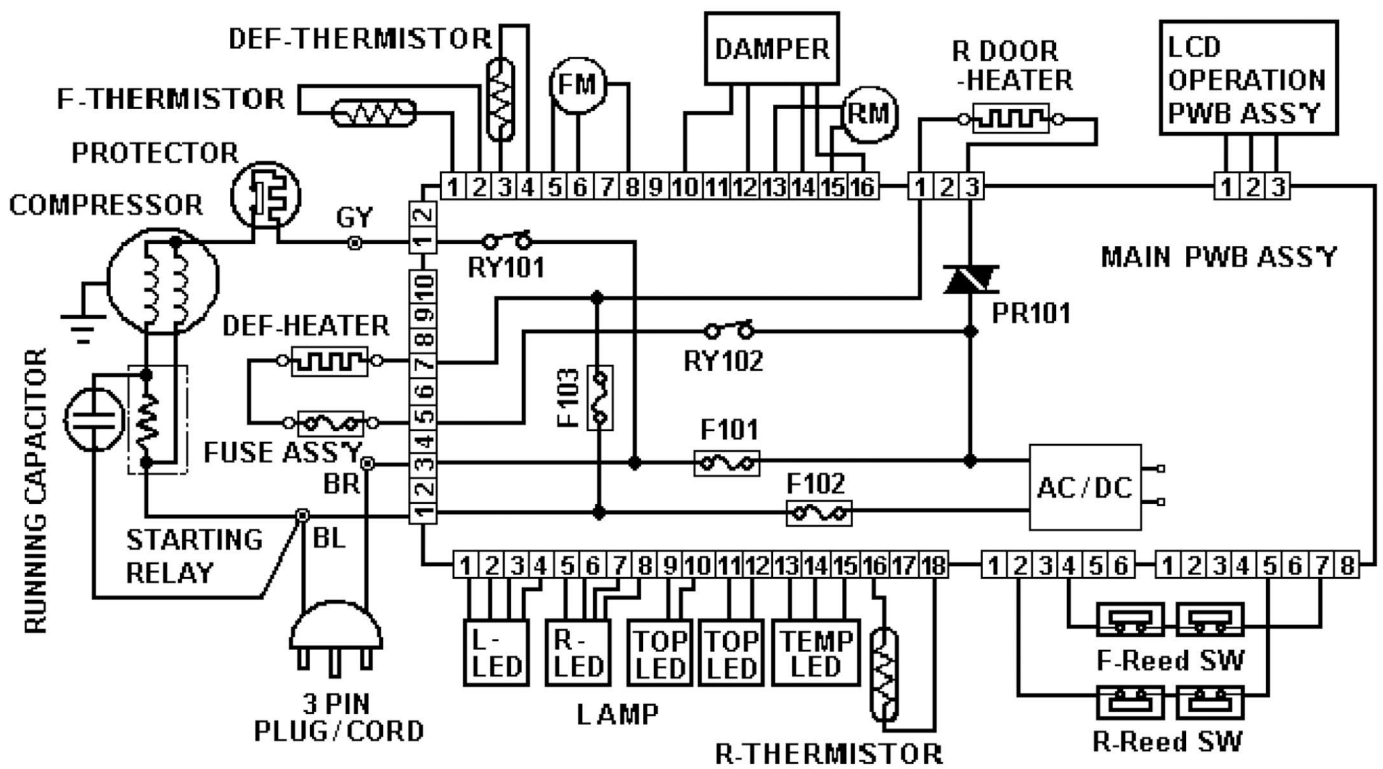 DEF-THERMISTOR
F-THERMISTOR
PROTECTOR
COMPRESSOR
FM
DAMPER
RM
R DOOR
-HEATER
LCD
OPERATION
PWB ASS'Y
1 2 3 4 5 6 7 8 9 10 11 12 13 14 15 16
1 2 3
1 2 3
GY
2
1
RY101
MAIN PWB ASS'Y
10
9
8
7
6
5
4
3
2
1
PR101
DEF-HEATER
RY102
F103
FUSE ASS'Y
F101
BR
F102
AC/DC
RUNNING CAPACITOR
STARTING
RELAY
BL
1 2 3 4 5 6 7 8 9 10 11 12 13 14 15 16 17 18
1 2 3 4 5 6
1 2 3 4 5 6 7 8
L-
LED
R-
LED
TOP
LED
TOP
LED
TEMP
LED
LAMP
F-Reed SW
R-Reed SW
3 PIN
PLUG/CORD
R-THERMISTOR